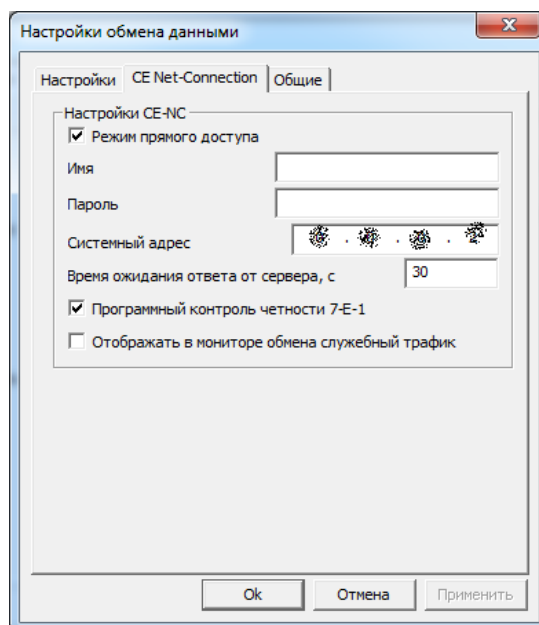 Настройки обмена данными
Настройки CE Net-Connection Общие
Настройки CE-NC
Режим прямого доступа
Имя
Пароль
Системный адрес
Время ожидания ответа от сервера, с 30
Программный контроль четности 7-E-1
Отображать в мониторе обмена служебный трафик
Ok Отмена Применить